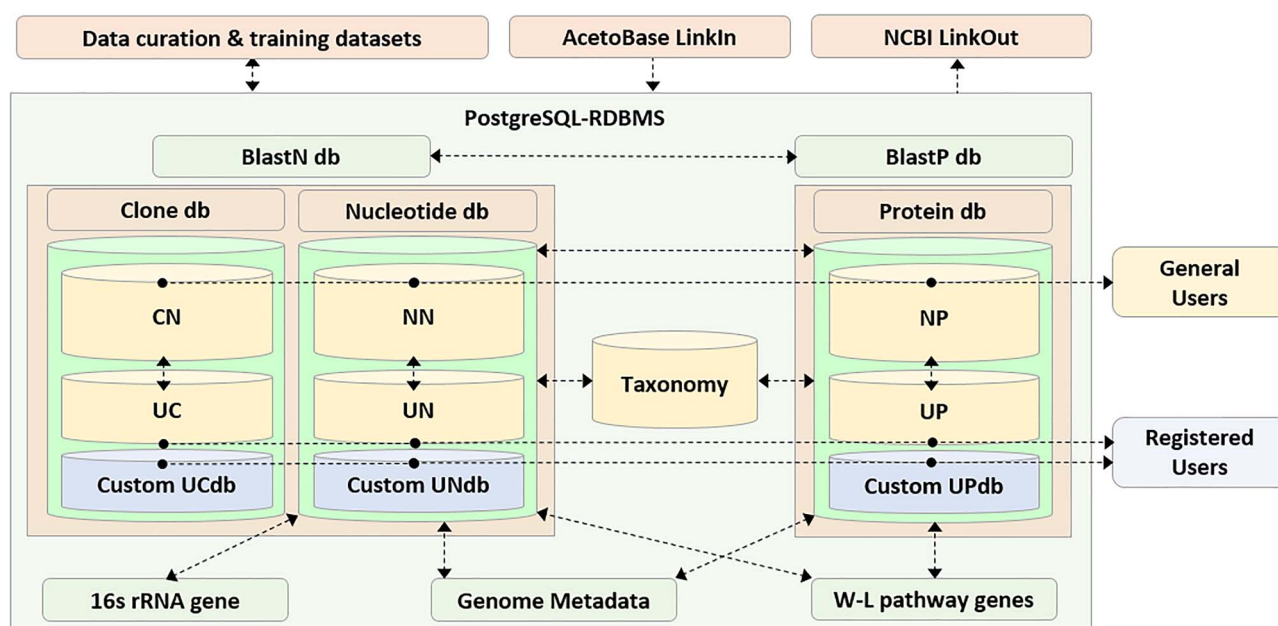 Data curation & training datasets
AcetoBase LinkIn
NCBI LinkOut
PostgreSQL-RDBMS
BlastN db
BlastP db
Clone db
Nucleotide db
Protein db
CN
NN
NP
General
Users
Taxonomy
UC
UN
UP
Registered
Users
Custom UCdb
Custom UNdb
Custom UPdb
16s rRNA gene
Genome Metadata
W-L pathway genes